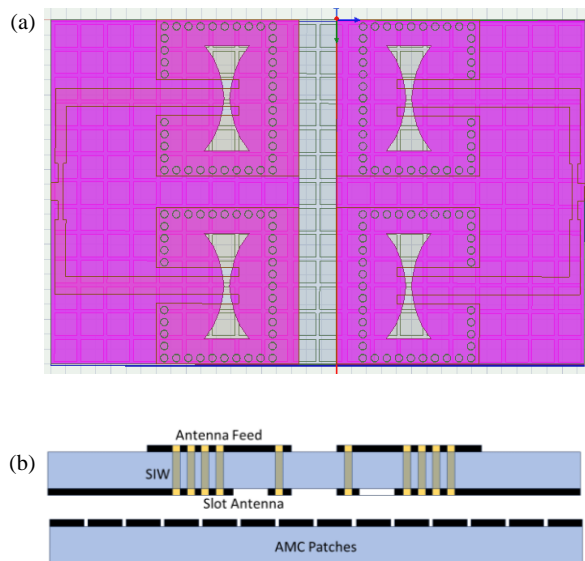 (a)
(b)
Antenna Feed
SIW
Slot Antenna
AMC Patches